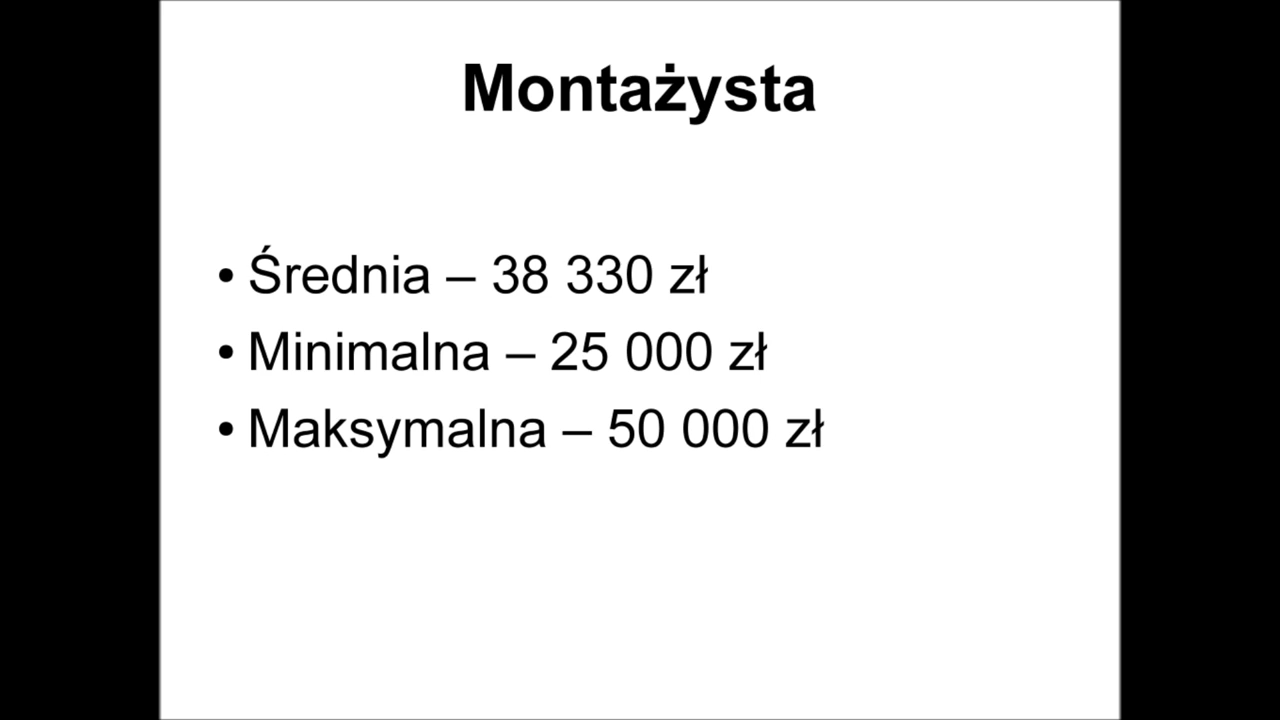 Montażysta
• Średnia – 38 330 zł
• Minimalna – 25 000 zł
• Maksymalna – 50 000 zł